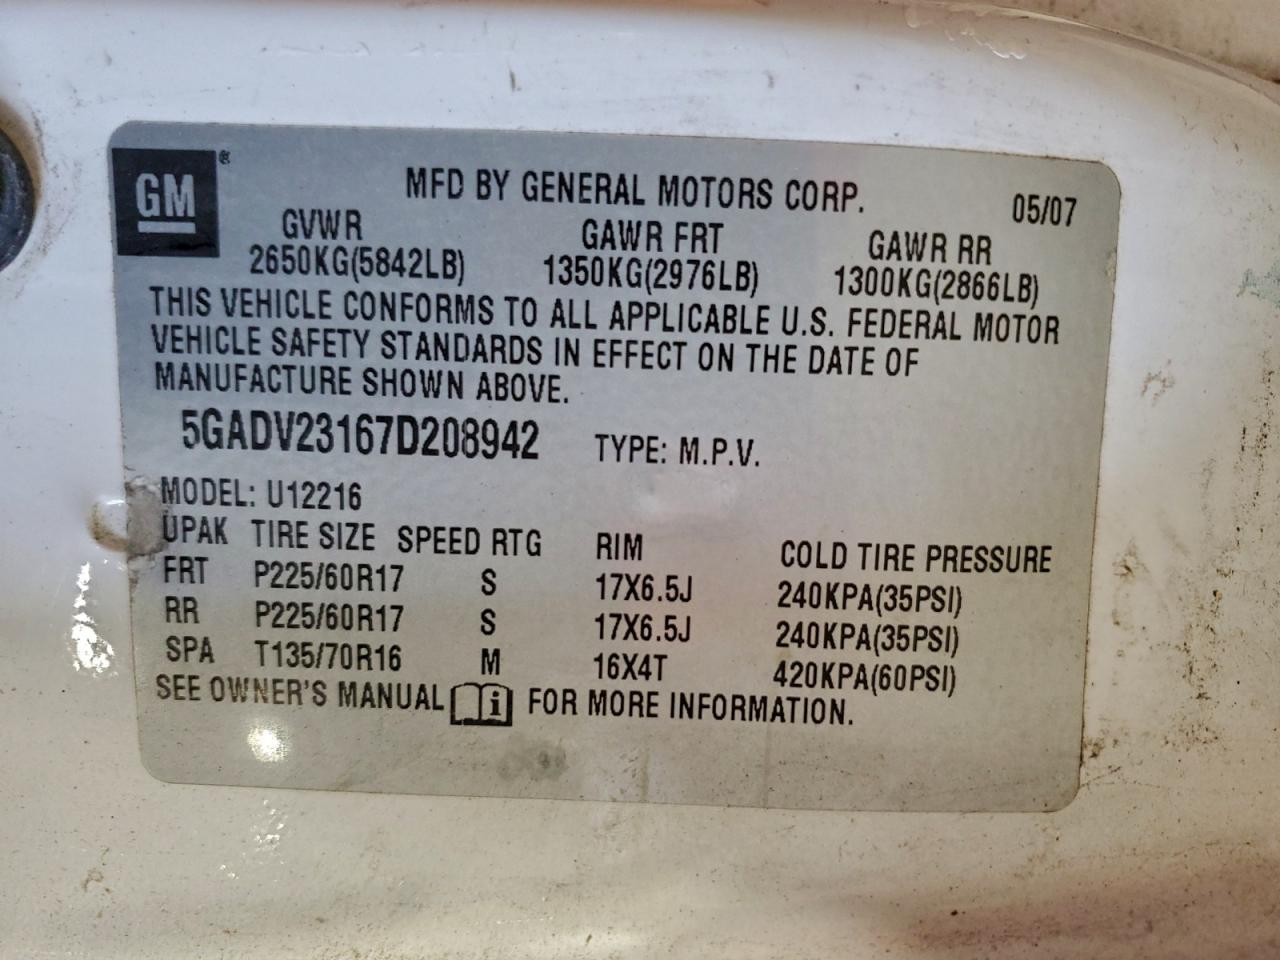 GM ®
MFD BY GENERAL MOTORS CORP. 05/07
GVWR GAWR FRT GAWR RR
2650KG(5842LB) 1350KG(2976LB) 1300KG(2866LB)
THIS VEHICLE CONFORMS TO ALL APPLICABLE U.S. FEDERAL MOTOR
VEHICLE SAFETY STANDARDS IN EFFECT ON THE DATE OF
MANUFACTURE SHOWN ABOVE.
5GADV23167D208942 TYPE: M.P.V.
MODEL: U12216
UPAK TIRE SIZE SPEED RTG RIM COLD TIRE PRESSURE
FRT P225/60R17 S 17X6.5J 240KPA(35PSI)
RR P225/60R17 S 17X6.5J 240KPA(35PSI)
SPA T135/70R16 M 16X4T 420KPA(60PSI)
SEE OWNER'S MANUAL i FOR MORE INFORMATION.